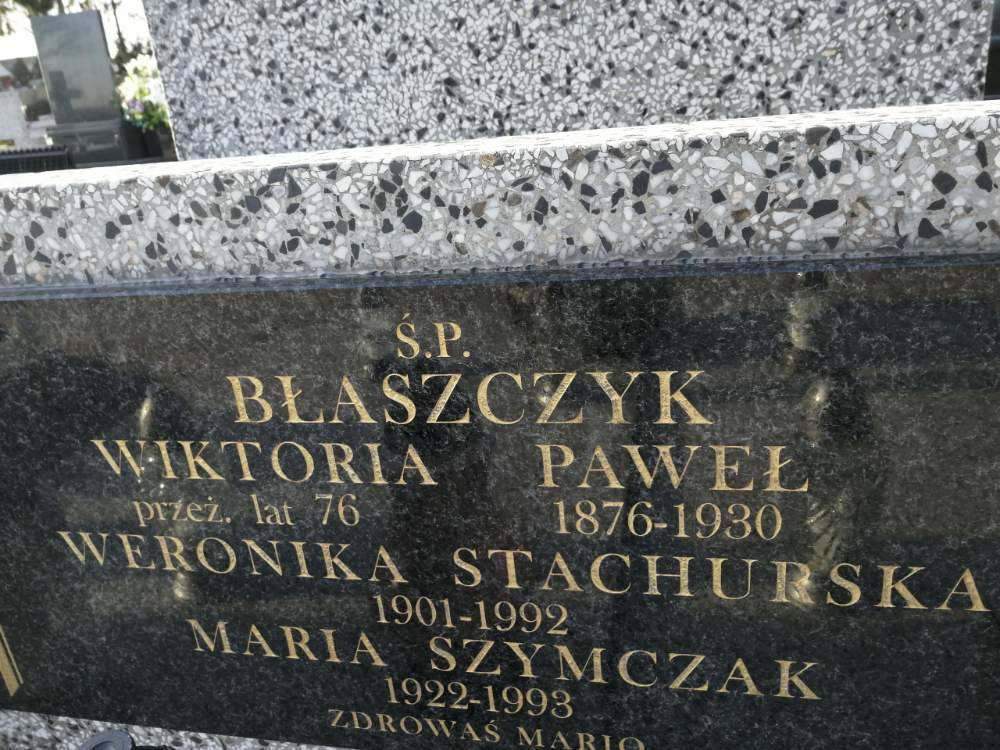 Ś.P.
BŁASZCZYK
WIKTORIA PAWEŁ
przeż. lat 76 1876-1930
WERONIKA STACHURSKA
1901-1992
MARIA SZYMCZAK
1922-1993
ZDROWAŚ MARIO